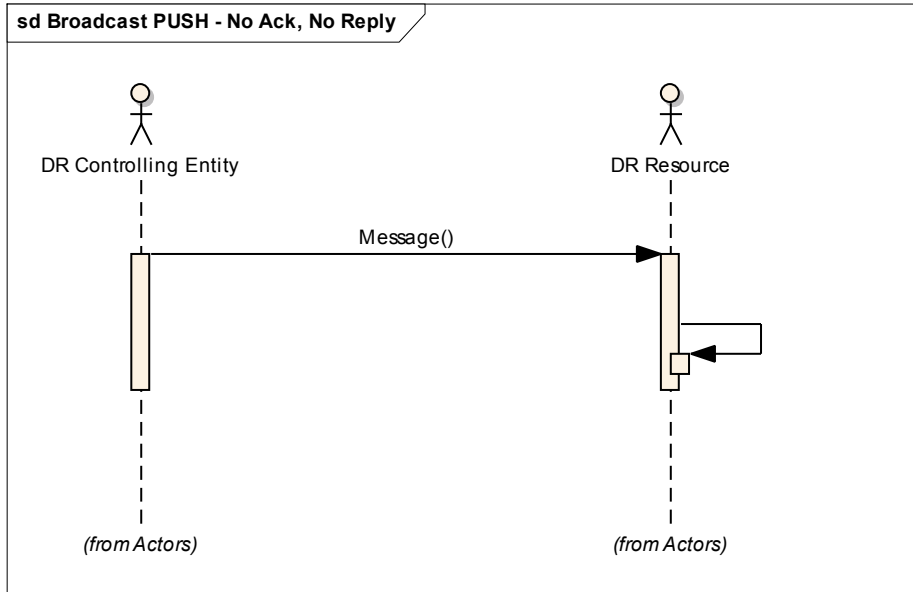 sd Broadcast PUSH - No Ack, No Reply
DR Controlling Entity
DR Resource
Message()
(from Actors)
(from Actors)